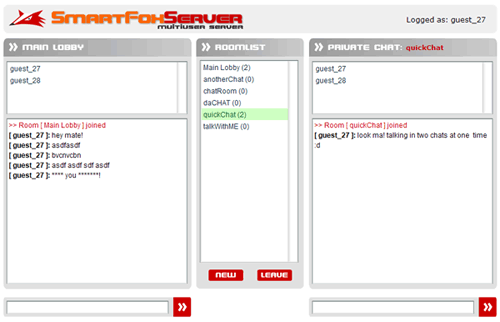 SmartFoxServer
multiuser server
Logged as: guest_27
MAIN LOBBY
guest_27
guest_28
>> Room [ Main Lobby ] joined
[ guest_27 ]: hey mate!
[ guest_27 ]: asdfasdf
[ guest_27 ]: bvcnvcbn
[ guest_27 ]: asdf asdf sdf asdf
[ guest_27 ]: **** you *******!
ROOMLIST
Main Lobby (2)
anotherChat (0)
chatRoom (0)
daCHAT (0)
quickChat (2)
talkWithME (0)
NEW
LEAVE
PRIVATE CHAT: quickChat
guest_27
guest_28
>> Room [ quickChat ] joined
[ guest_27 ]: look ma! talking in two chats at one time
:d